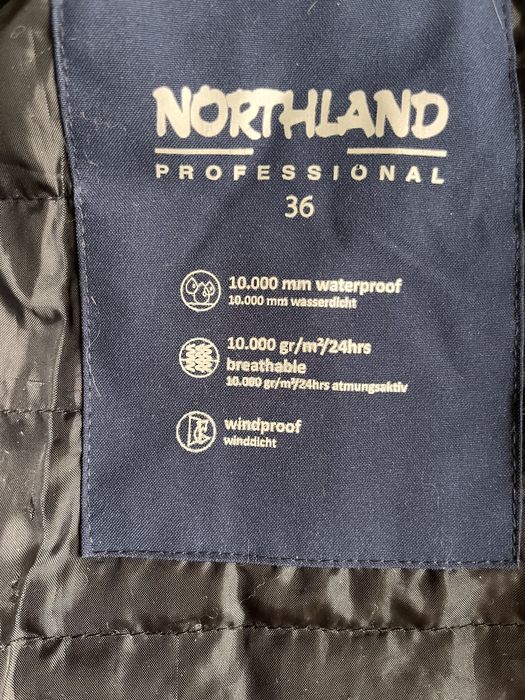 NORTHLAND
PROFESSIONAL
36
10.000 mm waterproof
10.000 mm wasserdicht
10.000 gr/m²/24hrs
breathable
10.000 gr/m²/24hrs atmungsaktiv
windproof
winddicht